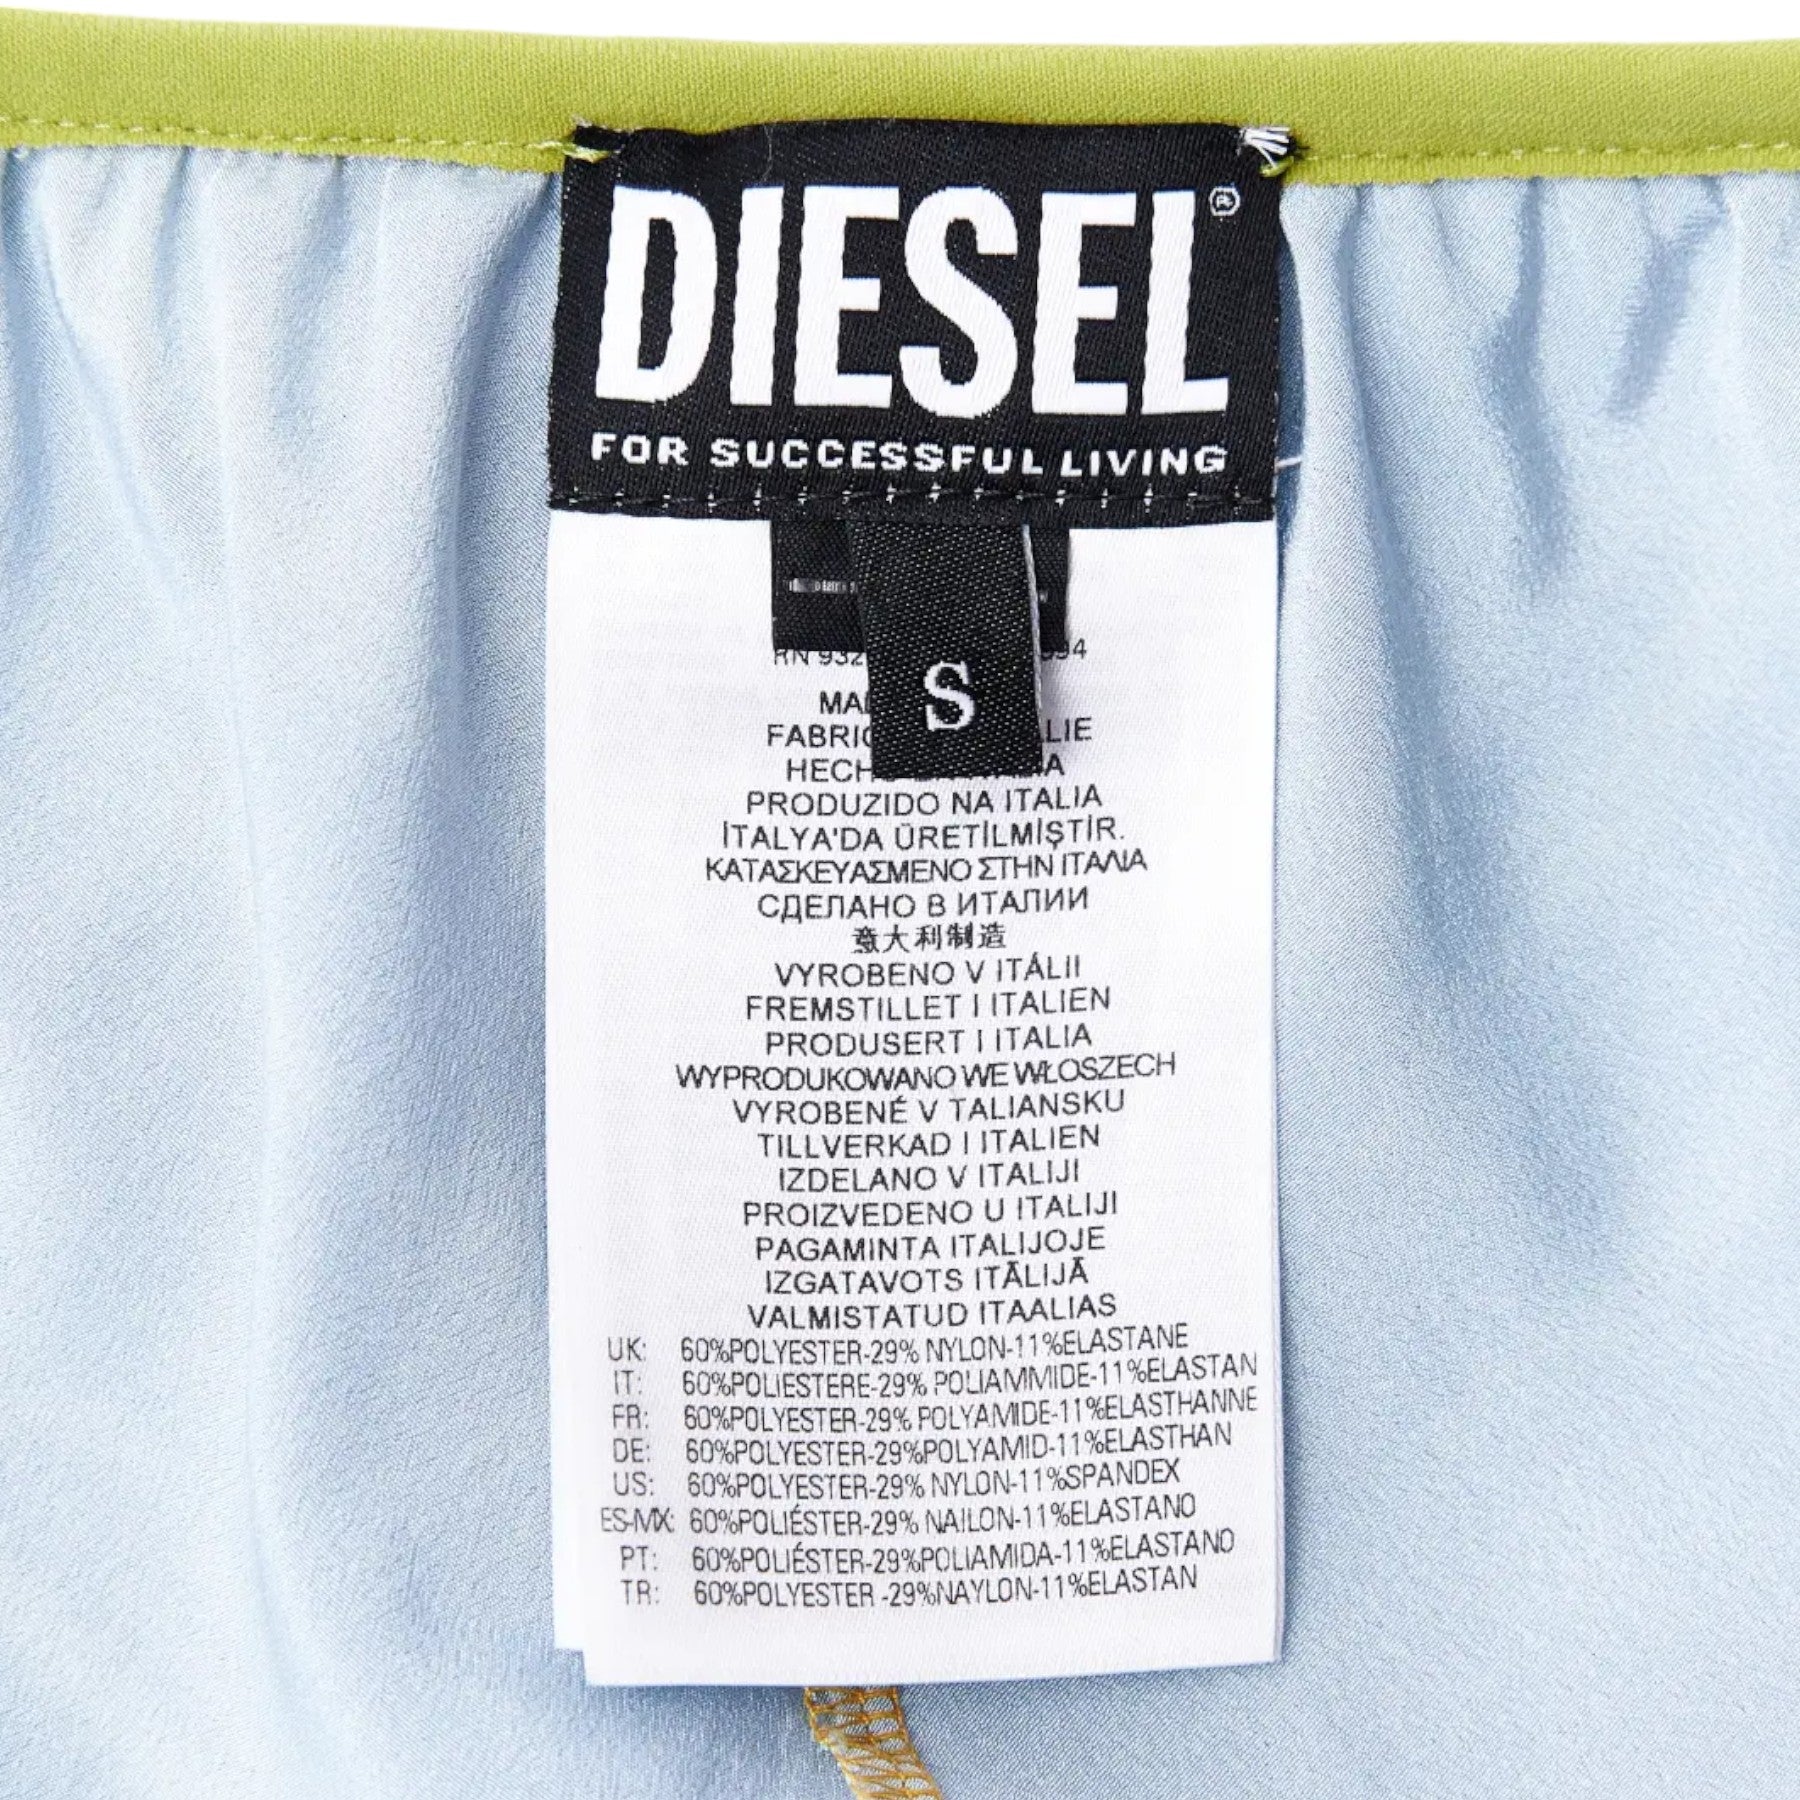 DIESEL®
FOR SUCCESSFUL LIVING
S
RN
FABRIC
PRODUZIDO NA ITALIA
İTALYA'DA ÜRETİLMİŞTİR.
ΚΑΤΑΣΚΕΥΑΣΜΕΝΟ ΣΤΗΝ ΙΤΑΛΙΑ
СДЕЛАНО В ИТАЛИИ
意大利制造
VYROBENO V ITÁLII
FREMSTILLET I ITALIEN
PRODUSERT I ITALIA
WYPRODUKOWANO WE WŁOSZECH
VYROBENÉ V TALIANSKU
TILLVERKAD I ITALIEN
IZDELANO V ITALIJI
PROIZVEDENO U ITALIJI
PAGAMINTA ITALIJOJE
IZGATAVOTS ITĀLIJĀ
VALMISTATUD ITAALIAS
UK: 60%POLYESTER-29% NYLON-11%ELASTANE
IT: 60%POLIESTERE-29% POLIAMMIDE-11%ELASTAN
FR: 60%POLYESTER-29% POLYAMIDE-11%ELASTHANNE
DE: 60%POLYESTER-29%POLYAMID-11%ELASTHAN
US: 60%POLYESTER-29% NYLON-11%SPANDEX
ES-MX: 60%POLIÉSTER-29% NAILON-11%ELASTANO
PT: 60%POLIÉSTER-29%POLIAMIDA-11%ELASTANO
TR: 60%POLYESTER -29%NAYLON-11%ELASTAN